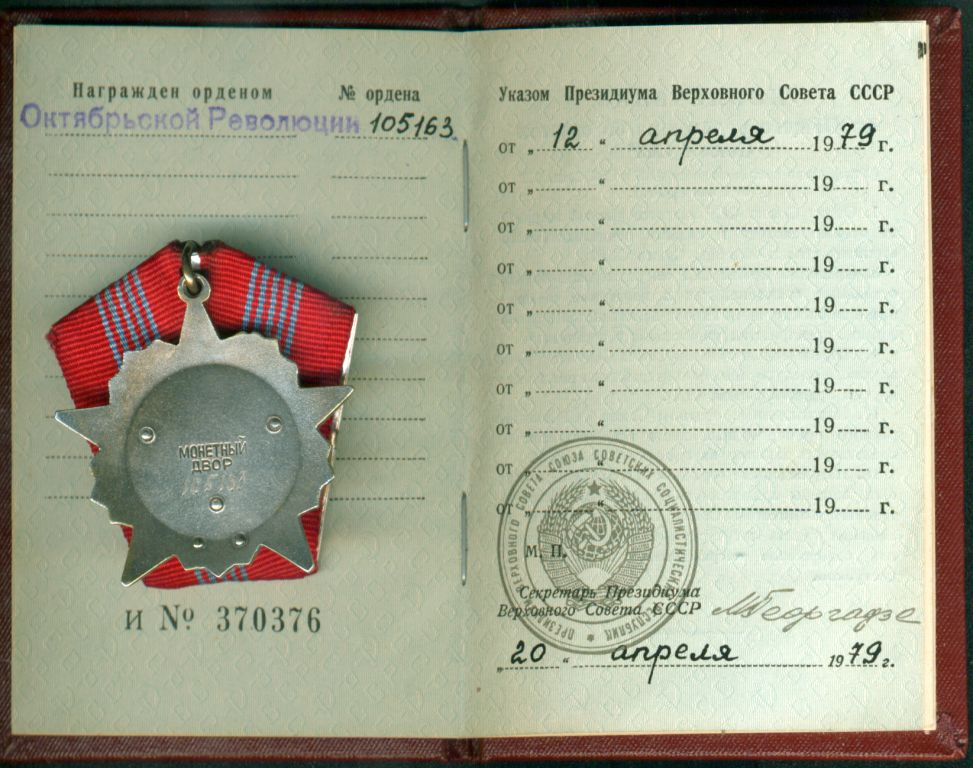 Награжден орденом № ордена
Октябрьской Революции 105163
МОНЕТНЫЙ
ДВОР
105163
И № 370376
Указом Президиума Верховного Совета СССР
от „ 12 “ апреля 1979 г.
от „ “ 19 г.
от „ “ 19 г.
от „ “ 19 г.
от „ “ 19 г.
от „ “ 19 г.
от „ “ 19 г.
от „ “ 19 г.
от „ “ 19 г.
от „ “ 19 г.
ВЕРХОВНОГО СОВЕТА СОЮЗА СОВЕТСКИХ СОЦИАЛИСТИЧЕСКИХ
М. П.
Секретарь Президиума
Верховного Совета СССР МГеоргадзе
„ 20 “ апреля 1979 г.